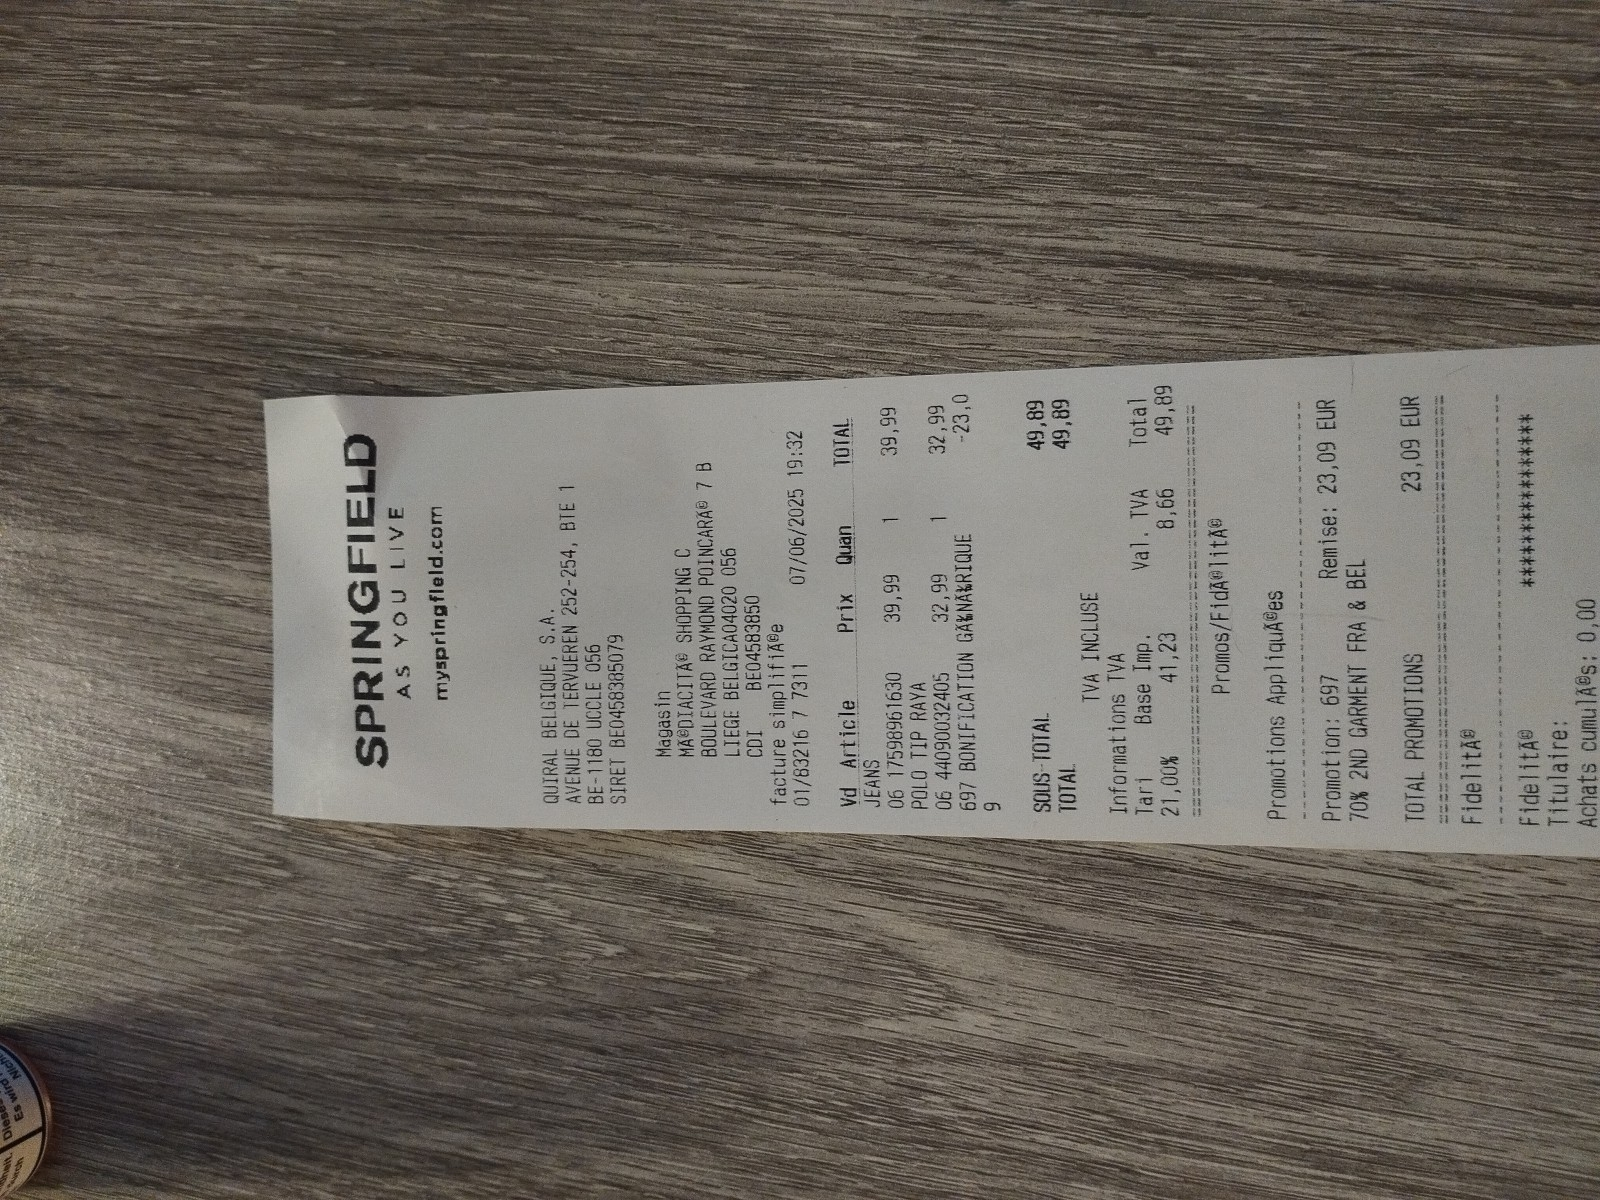 SPRINGFIELD
AS YOU LIVE
myspringfield.com
QUIRAL BELGIQUE, S.A.
AVENUE DE TERVUEREN 252-254, BTE 1
BE-1180 UCCLE 056
SIRET BE0458385079
Magasin
MÃ©DIACITÃ© SHOPPING C
BOULEVARD RAYMOND POINCARÃ© 7 B
LIEGE BELGICA04020 056
CDI BE04583850
facture simplifiÃ©e
01/83216 7 7311 07/06/2025 19:32
Vd Article Prix Quan TOTAL
JEANS
06 17598961630 39,99 1 39,99
POLO TIP RAYA
06 44090032405 32,99 1 32,99
697 BONIFICATION -23,0
9
SOUS-TOTAL 49,89
TOTAL 49,89
TVA INCLUSE
Informations TVA
Tari Base Imp. Val. TVA Total
21,00% 41,23 8,66 49,89
Promos/FidÃ©litÃ©
Promotions AppliquÃ©es
Promotion: 697 Remise: 23,09 EUR
70% 2ND GARMENT FRA & BEL
TOTAL PROMOTIONS 23,09 EUR
FidelitÃ©
FidelitÃ© ****************
Titulaire:
Achats cumulÃ©s: 0,00
Es wird